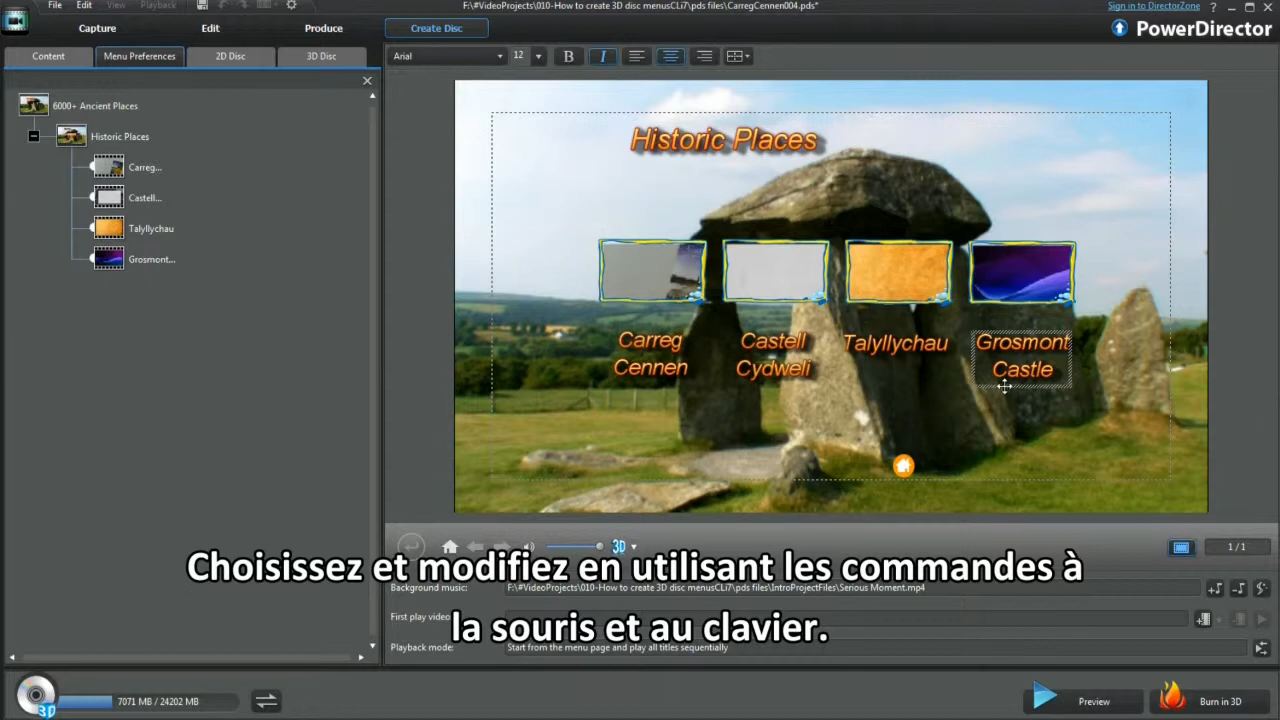 File Edit View Playback
F:\#VideoProjects\010-How to create 3D disc menusCLi7\pds files\CarregCennen004.pds*
Sign in to DirectorZone ?
Capture Edit Produce Create Disc
PowerDirector
Content Menu Preferences 2D Disc 3D Disc
Arial 12 B I
6000+ Ancient Places
Historic Places
Carreg...
Castell...
Talyllychau
Grosmont...
Historic Places
Carreg
Cennen
Castell
Cydweli
Talyllychau
Grosmont
Castle
3D
1/1
Choisissez et modifiez en utilisant les commandes à
la souris et au clavier.
Background music: F:\#VideoProjects\010-How to create 3D disc menusCLi7\pds files\IntroProjectFiles\Serious Moment.mp4
First play video
Playback mode: Start from the menu page and play all titles sequentially
3D
7071 MB / 24202 MB
Preview
Burn in 3D